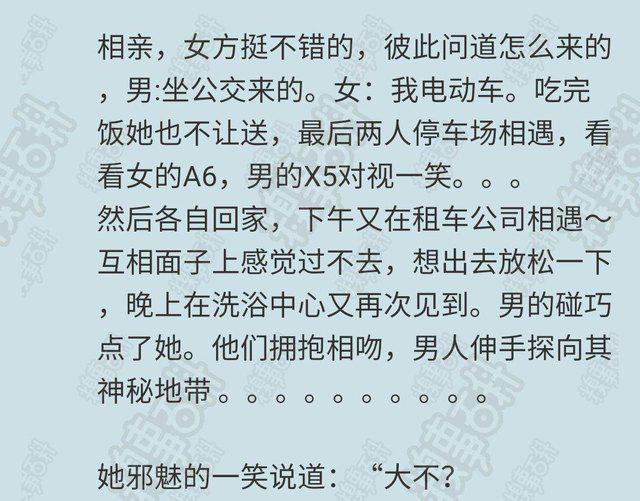 相亲，女方挺不错的，彼此问道怎么来的
，男:坐公交来的。女：我电动车。吃完
饭她也不让送，最后两人停车场相遇，看
看女的A6，男的X5对视一笑。。。
然后各自回家，下午又在租车公司相遇～
互相面子上感觉过不去，想出去放松一下
，晚上在洗浴中心又再次见到。男的碰巧
点了她。他们拥抱相吻，男人伸手探向其
神秘地带 。。。。。。。。。。
她邪魅的一笑说道：“大不？